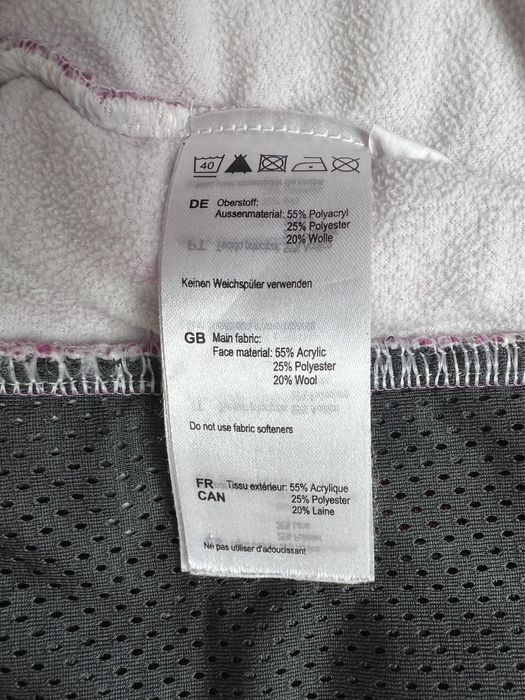 40
DE Oberstoff:
Aussenmaterial: 55% Polyacryl
25% Polyester
20% Wolle
Keinen Weichspüler verwenden
GB Main fabric:
Face material: 55% Acrylic
25% Polyester
20% Wool
Do not use fabric softeners
FR Tissu extérieur: 55% Acrylique
CAN 25% Polyester
20% Laine
Ne pas utiliser d'adoucissant